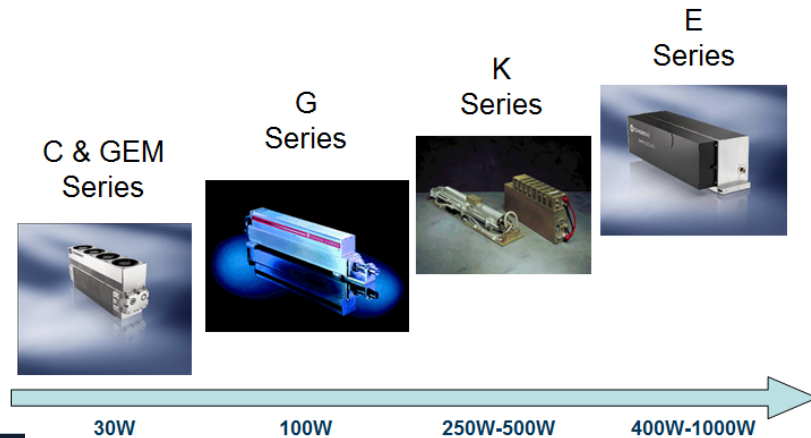 E
Series
K
Series
G
Series
C & GEM
Series
30W
100W
250W-500W
400W-1000W